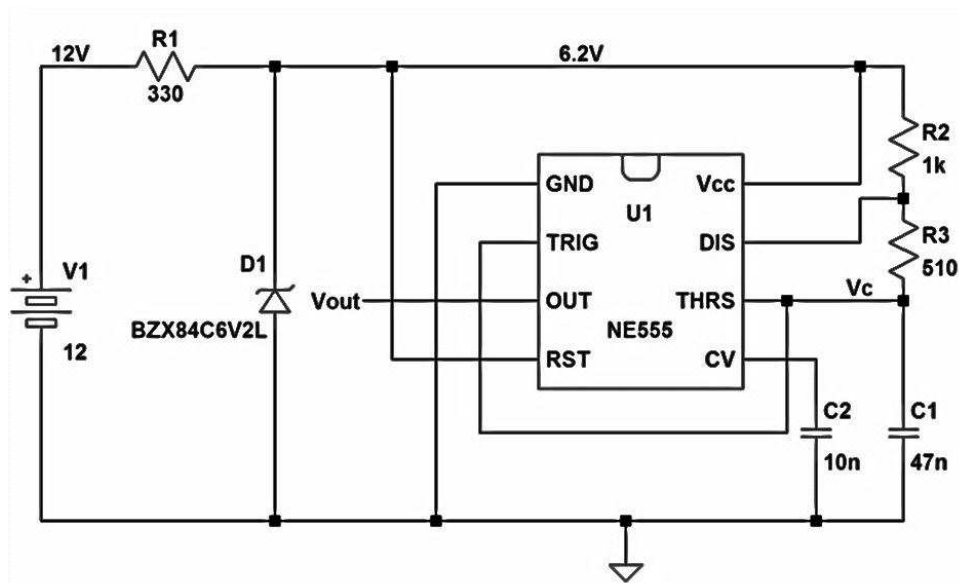 12V
R1
330
6.2V
R2
1k
GND
Vcc
U1
TRIG
DIS
R3
510
D1
V1
+
Vout
OUT
THRS
Vc
BZX84C6V2L
NE555
12
RST
CV
C2
C1
10n
47n